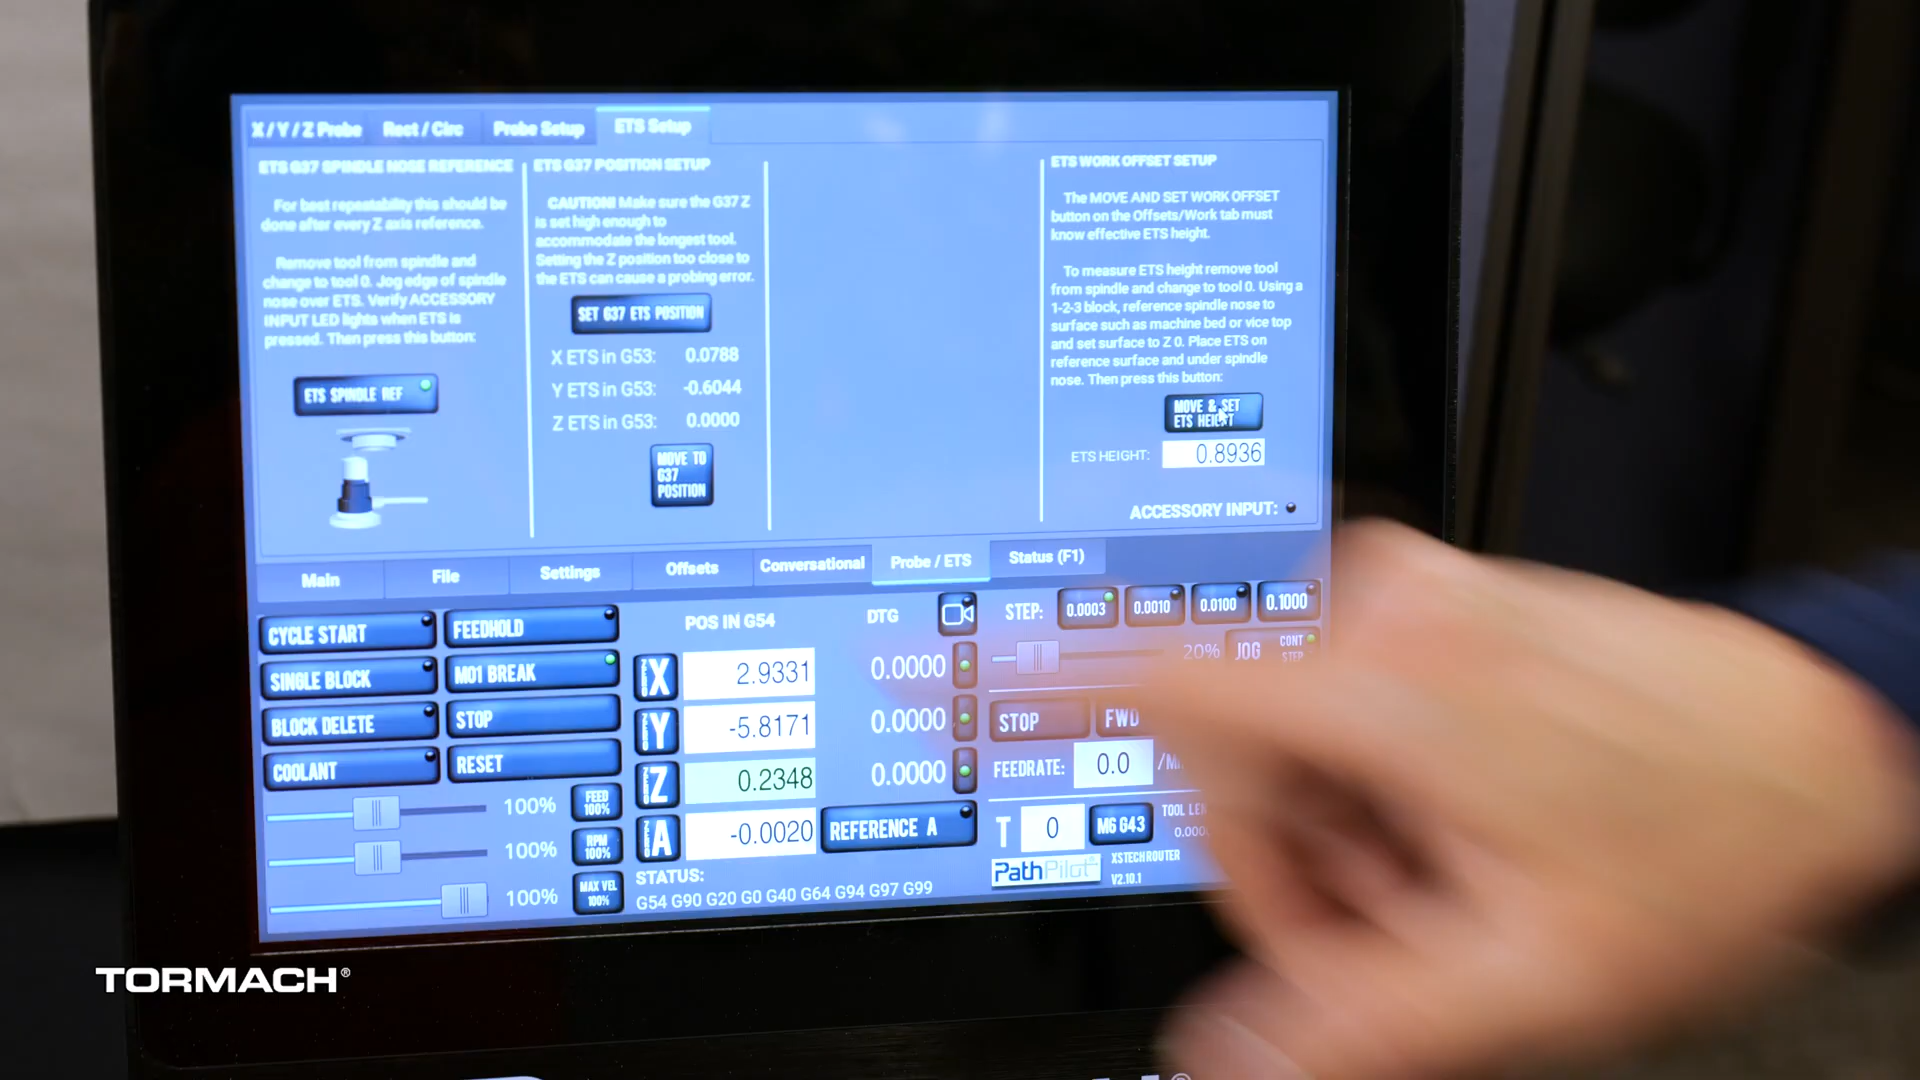 X / Y / Z Probe
Rect / Circ
Probe Setup
ETS Setup
ETS G37 SPINDLE NOSE REFERENCE
For best repeatability this should be
done after every Z axis reference.
Remove tool from spindle and
change to tool 0. Jog edge of spindle
nose over ETS. Verify ACCESSORY
INPUT LED lights when ETS is
pressed. Then press this button:
ETS SPINDLE REF
ETS G37 POSITION SETUP
CAUTION! Make sure the G37 Z
is set high enough to
accommodate the longest tool.
Setting the Z position too close to
the ETS can cause a probing error.
SET G37 ETS POSITION
X ETS in G53: 0.0788
Y ETS in G53: -0.6044
Z ETS in G53: 0.0000
MOVE TO
G37
POSITION
ETS WORK OFFSET SETUP
The MOVE AND SET WORK OFFSET
button on the Offsets/Work tab must
know effective ETS height.
To measure ETS height remove tool
from spindle and change to tool 0. Using a
1-2-3 block, reference spindle nose to
surface such as machine bed or vice top
and set surface to Z 0. Place ETS on
reference surface and under spindle
nose. Then press this button:
MOVE & SET
ETS HEIGHT
ETS HEIGHT: 0.8936
ACCESSORY INPUT:
Main
File
Settings
Offsets
Conversational
Probe / ETS
Status (F1)
CYCLE START
FEEDHOLD
SINGLE BLOCK
M01 BREAK
BLOCK DELETE
STOP
COOLANT
RESET
100%
FEED
100%
100%
RPM
100%
100%
MAX VEL
100%
POS IN G54
DTG
ZERO X 2.9331 0.0000
ZERO Y -5.8171 0.0000
ZERO Z 0.2348 0.0000
ZERO A -0.0020
REFERENCE A
STATUS:
G54 G90 G20 G0 G40 G64 G94 G97 G99
STEP: 0.0003 0.0010 0.0100 0.1000
20% JOG CONT
STEP
STOP FWD
FEEDRATE: 0.0
T 0 M6 G43
TOOL LEN
PathPilot®
XSTECH ROUTER
V2.10.1
TORMACH®